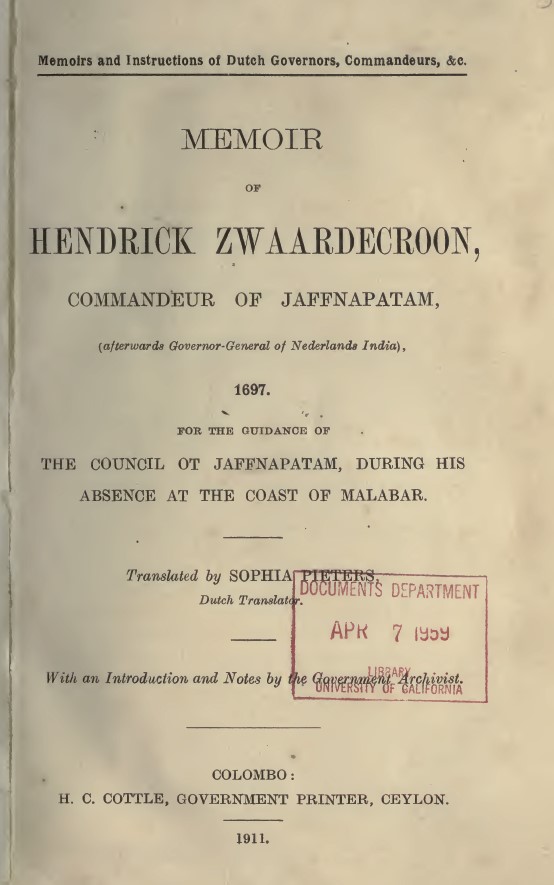 Memoirs and Instructions of Dutch Governors, Commandeurs, &c.
MEMOIR
OF
HENDRICK ZWAARDECROON,
COMMANDEUR OF JAFFNAPATAM,
(afterwards Governor-General of Nederlands India),
1697.
FOR THE GUIDANCE OF
THE COUNCIL OT JAFFNAPATAM, DURING HIS
ABSENCE AT THE COAST OF MALABAR.
Translated by SOPHIA PIETERS,
Dutch Translator.
DOCUMENTS DEPARTMENT
APR 7 1959
LIBRARY
UNIVERSITY OF CALIFORNIA
With an Introduction and Notes by the Government Archivist.
COLOMBO:
H. C. COTTLE, GOVERNMENT PRINTER, CEYLON.
1911.